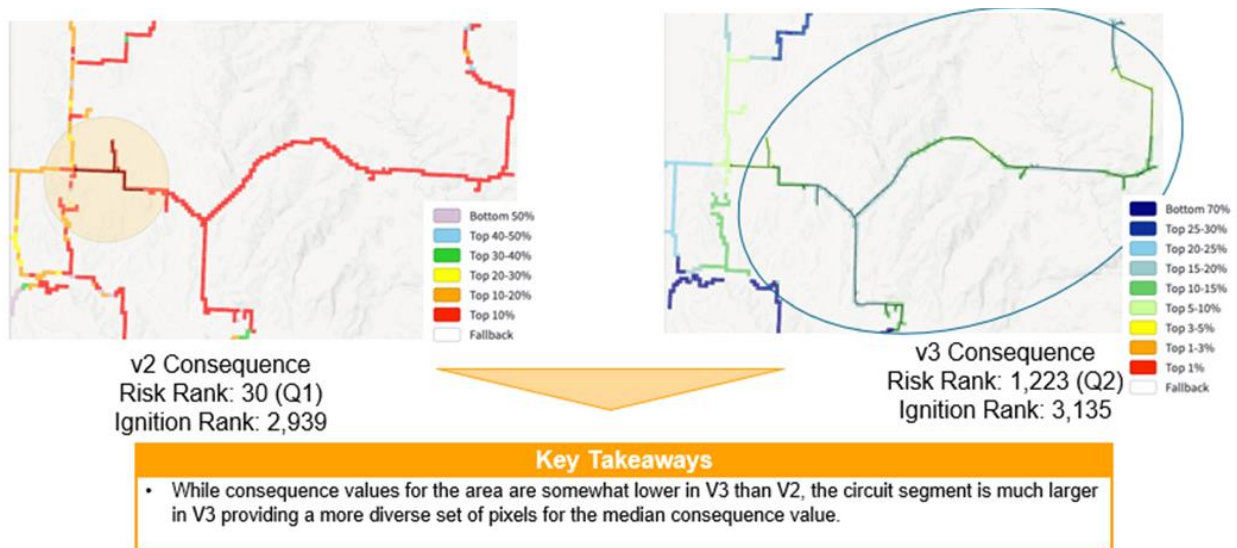 Bottom 50%
Top 40-50%
Top 30-40%
Top 20-30%
Top 10-20%
Top 10%
Fallback
Bottom 70%
Top 25-30%
Top 20-25%
Top 15-20%
Top 10-15%
Top 5-10%
Top 3-5%
Top 1-3%
Top 1%
Fallback
v2 Consequence
Risk Rank: 30 (Q1)
Ignition Rank: 2,939
v3 Consequence
Risk Rank: 1,223 (Q2)
Ignition Rank: 3,135
Key Takeaways
• While consequence values for the area are somewhat lower in V3 than V2, the circuit segment is much larger
in V3 providing a more diverse set of pixels for the median consequence value.